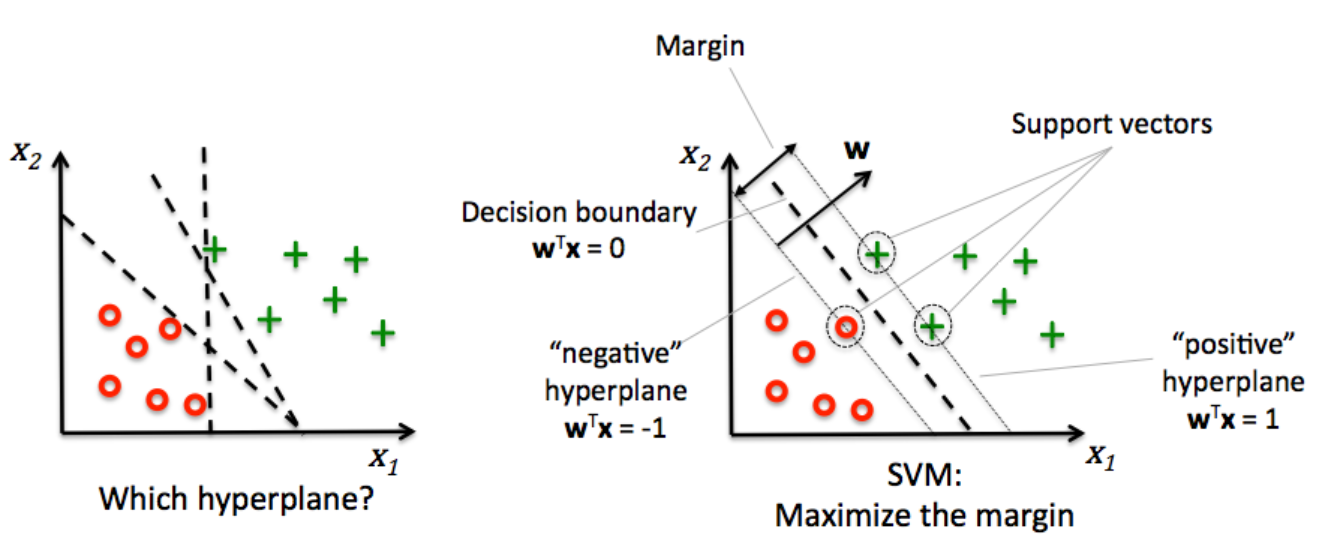 x₂
x₁
Which hyperplane?
Margin
Support vectors
x₂
w
Decision boundary
wᵀx = 0
“negative”
hyperplane
wᵀx = -1
“positive”
hyperplane
wᵀx = 1
x₁
SVM:
Maximize the margin